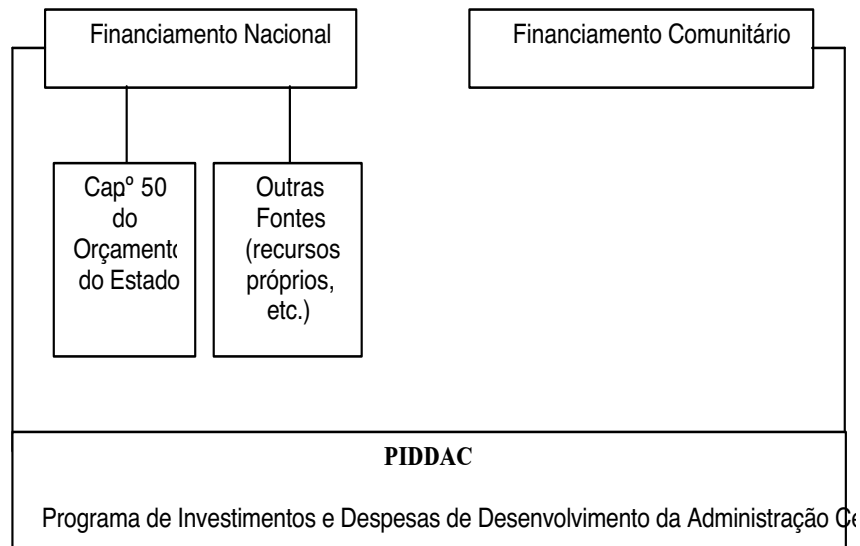 Financiamento Nacional
Financiamento Comunitário
Capº 50
do
Orçament
do Estado
Outras
Fontes
(recursos
próprios,
etc.)
PIDDAC
Programa de Investimentos e Despesas de Desenvolvimento da Administração